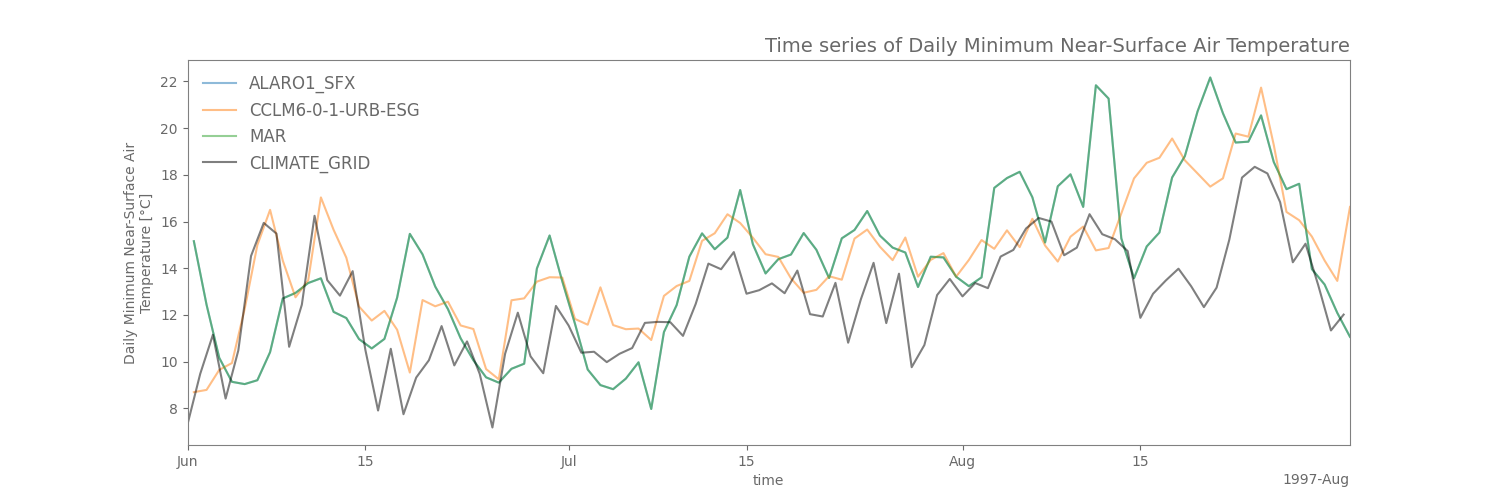 Time series of Daily Minimum Near-Surface Air Temperature
ALARO1_SFX
CCLM6-0-1-URB-ESG
MAR
CLIMATE_GRID
Daily Minimum Near-Surface Air
Temperature [°C]
22
20
18
16
14
12
10
8
Jun
15
Jul
15
Aug
15
time
1997-Aug